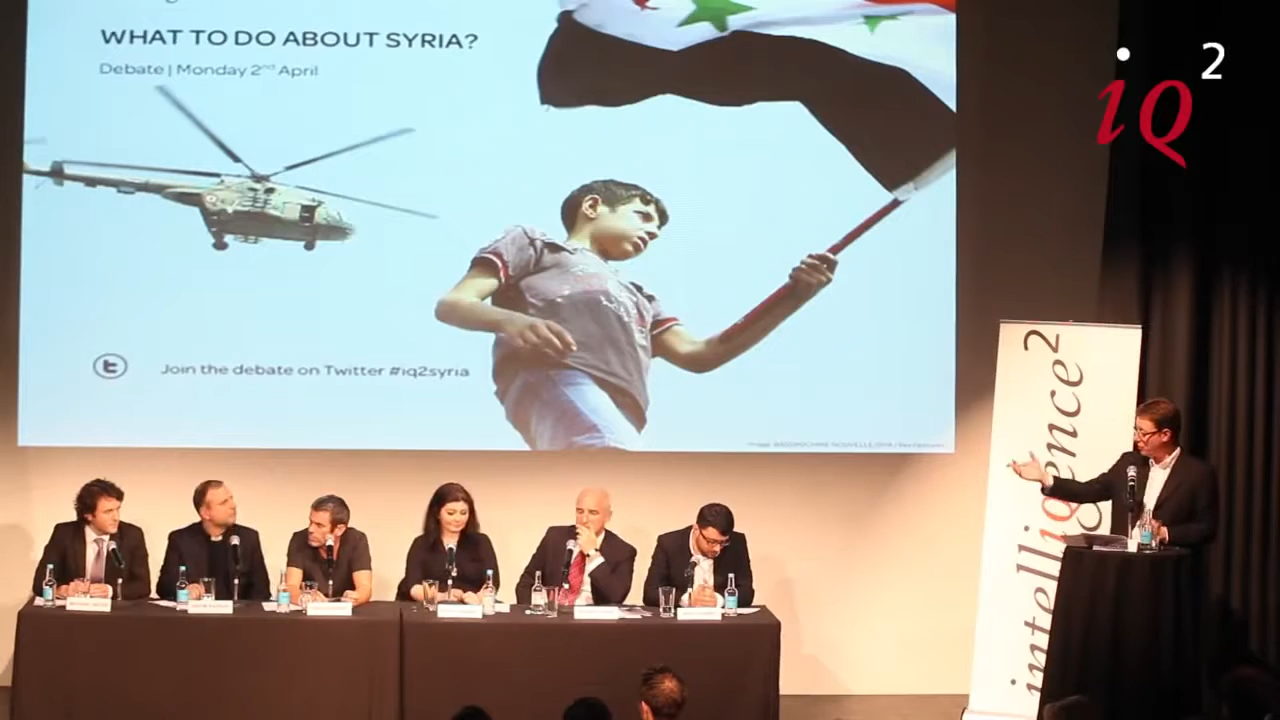 WHAT TO DO ABOUT SYRIA?
Debate | Monday 2nd April
Join the debate on Twitter #iq2syria
iQ2
intelligence2